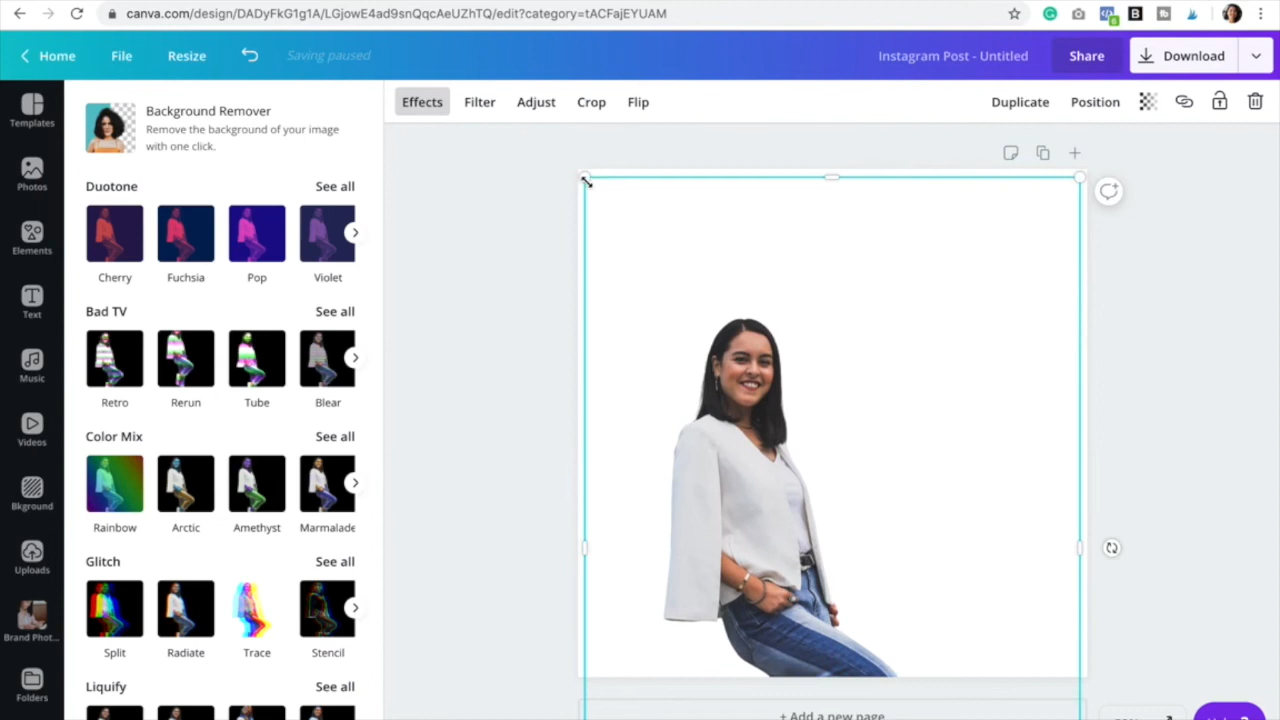 canva.com/design/DADyFkG1g1A/LGjowE4ad9snQqcAeUZhTQ/edit?category=tACFajEYUAM
Home File Resize Saving paused Instagram Post - Untitled Share Download
Effects Filter Adjust Crop Flip Duplicate Position
Templates
Photos
Elements
Text
Music
Videos
Bkground
Uploads
Brand Phot...
Folders
Background Remover
Remove the background of your image
with one click.
Duotone See all
Cherry Fuchsia Pop Violet
Bad TV See all
Retro Rerun Tube Blear
Color Mix See all
Rainbow Arctic Amethyst Marmalade
Glitch See all
Split Radiate Trace Stencil
Liquify See all
+ Add a new page